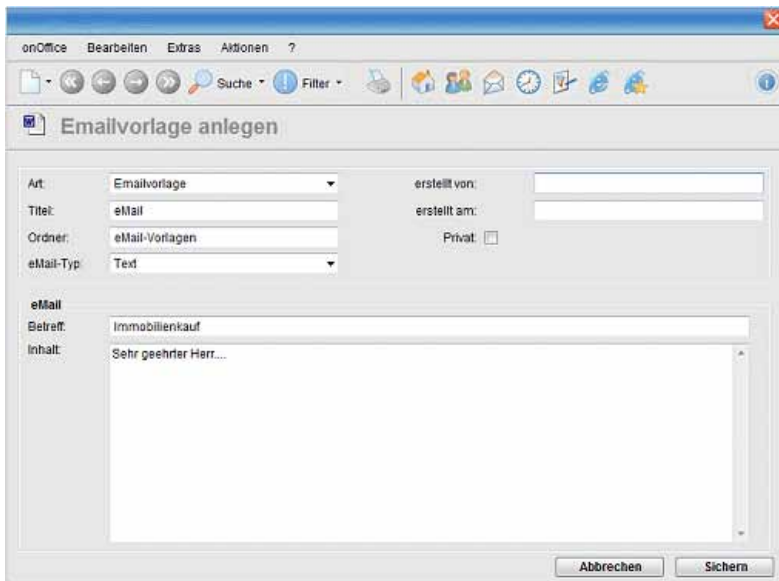 onOffice Bearbeiten Extras Aktionen ?
Suche Filter
Emailvorlage anlegen
Art: Emailvorlage erstellt von:
Titel: eMail erstellt am:
Ordner: eMail-Vorlagen Privat:
eMail-Typ: Text
eMail
Betreff: Immobilienkauf
Inhalt: Sehr geehrter Herr....
Abbrechen Sichern